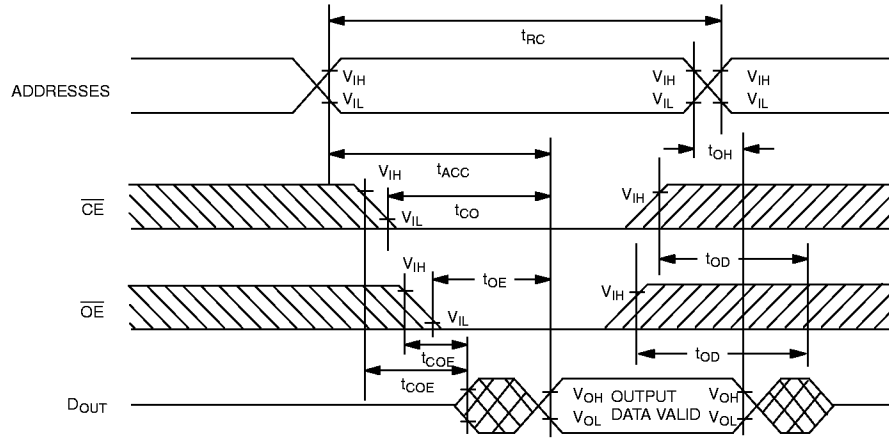 tRC
ADDRESSES
VIH VIH VIH
VIL VIL VIL
tOH
tACC
VIH
CE
tCO
VIL
VIH
tOD
OE
VIH
tOE
VIH
VIL
tCOE
tOD
tCOE
DOUT
VOH OUTPUT VOH
VOL DATA VALID VOL